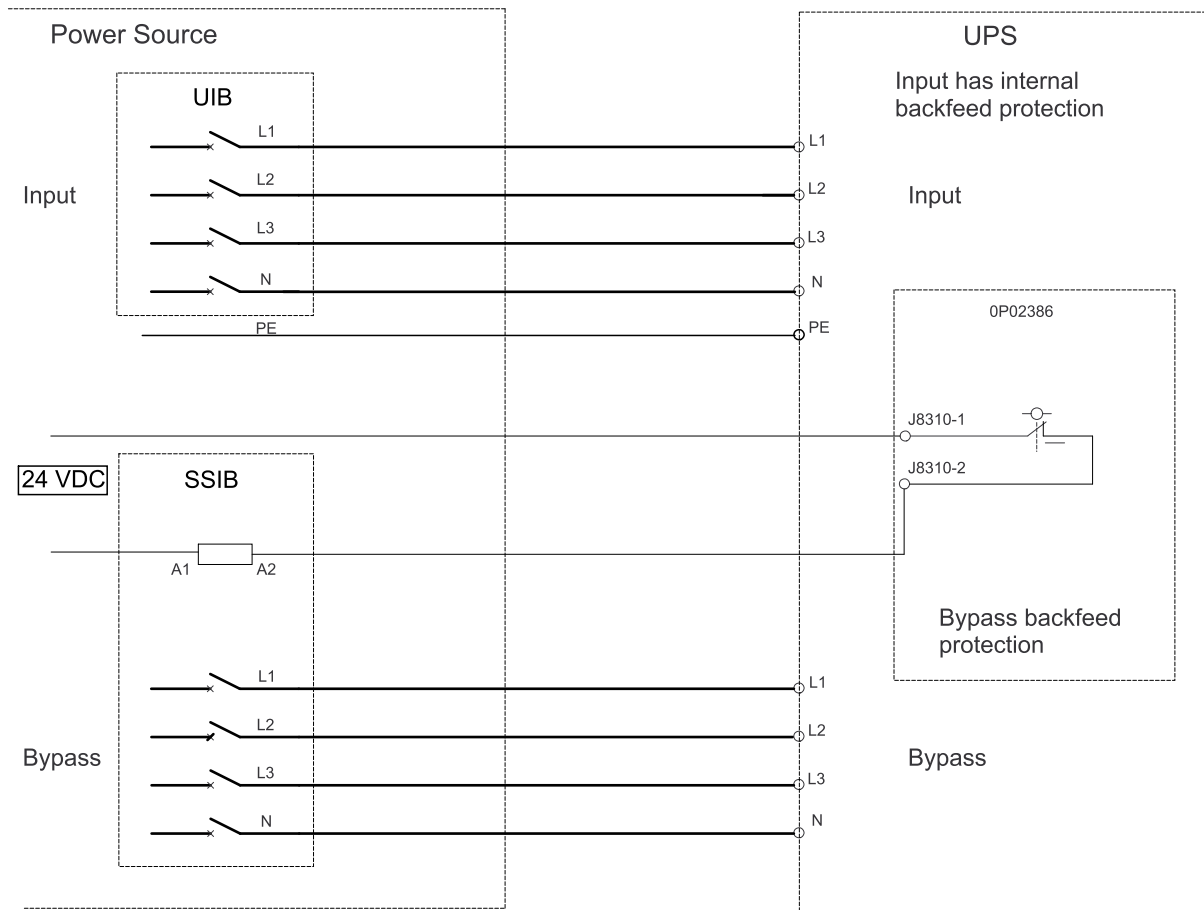 Power Source
UPS
Input has internal
backfeed protection
UIB
L1
L1
L2
L2
Input
Input
L3
L3
N
N
PE
PE
0P02386
J8310-1
24 VDC
SSIB
J8310-2
A1
A2
Bypass backfeed
protection
L1
L1
L2
L2
Bypass
Bypass
L3
L3
N
N